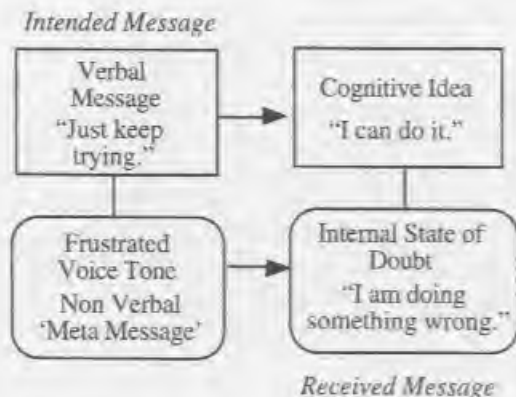 Intended Message
Verbal
Message
“Just keep
trying.”
Cognitive Idea
“I can do it.”
Frustrated
Voice Tone
Non Verbal
‘Meta Message’
Internal State of
Doubt
“I am doing
something wrong.”
Received Message